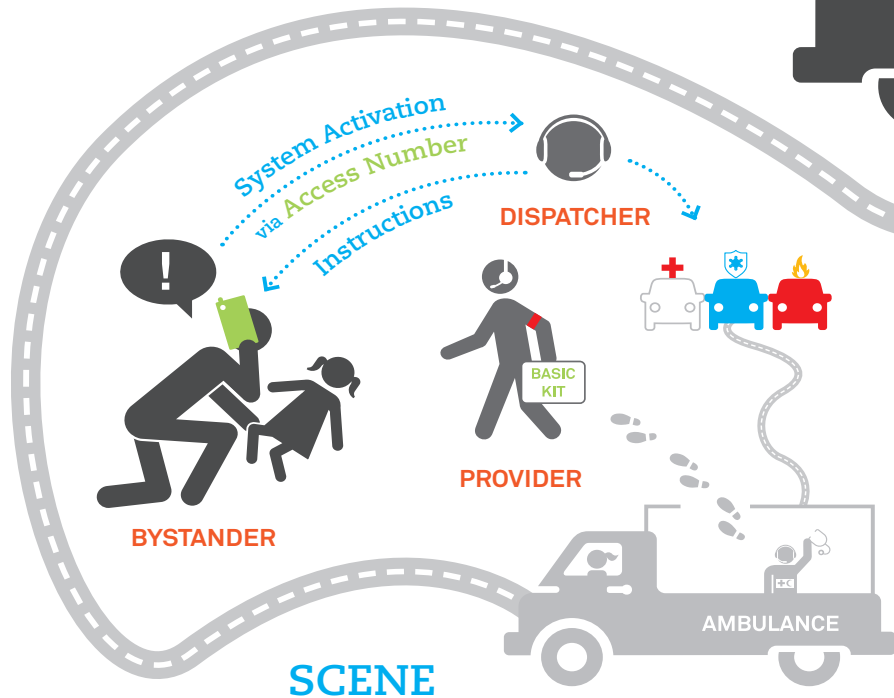 System Activation
via Access Number
Instructions
DISPATCHER
!
BASIC
KIT
PROVIDER
BYSTANDER
AMBULANCE
SCENE